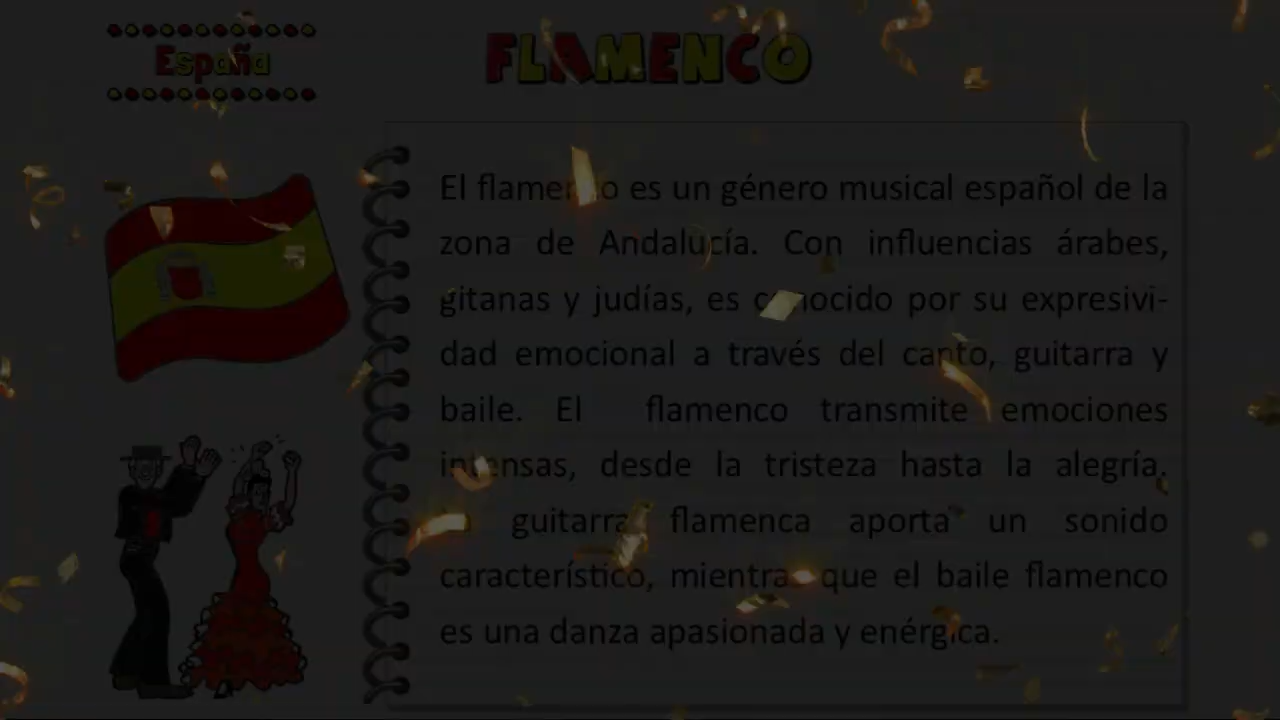 España
FLAMENCO
El flamenco es un género musical español de la
zona de Andalucía. Con influencias árabes,
gitanas y judías, es conocido por su expresivi-
dad emocional a través del canto, guitarra y
baile. El flamenco transmite emociones
intensas, desde la tristeza hasta la alegría.
guitarra flamenca aporta un sonido
característico, mientras que el baile flamenco
es una danza apasionada y enérgica.